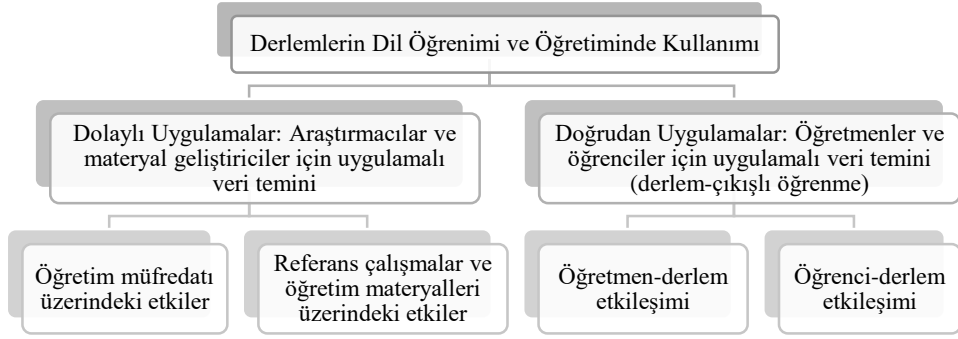 Derlemlerin Dil Öğrenimi ve Öğretiminde Kullanımı
Dolaylı Uygulamalar: Araştırmacılar ve
materyal geliştiriciler için uygulamalı
veri temini
Doğrudan Uygulamalar: Öğretmenler ve
öğrenciler için uygulamalı veri temini
(derlem-çıkışlı öğrenme)
Öğretim müfredatı
üzerindeki etkiler
Referans çalışmalar ve
öğretim materyalleri
üzerindeki etkiler
Öğretmen-derlem
etkileşimi
Öğrenci-derlem
etkileşimi